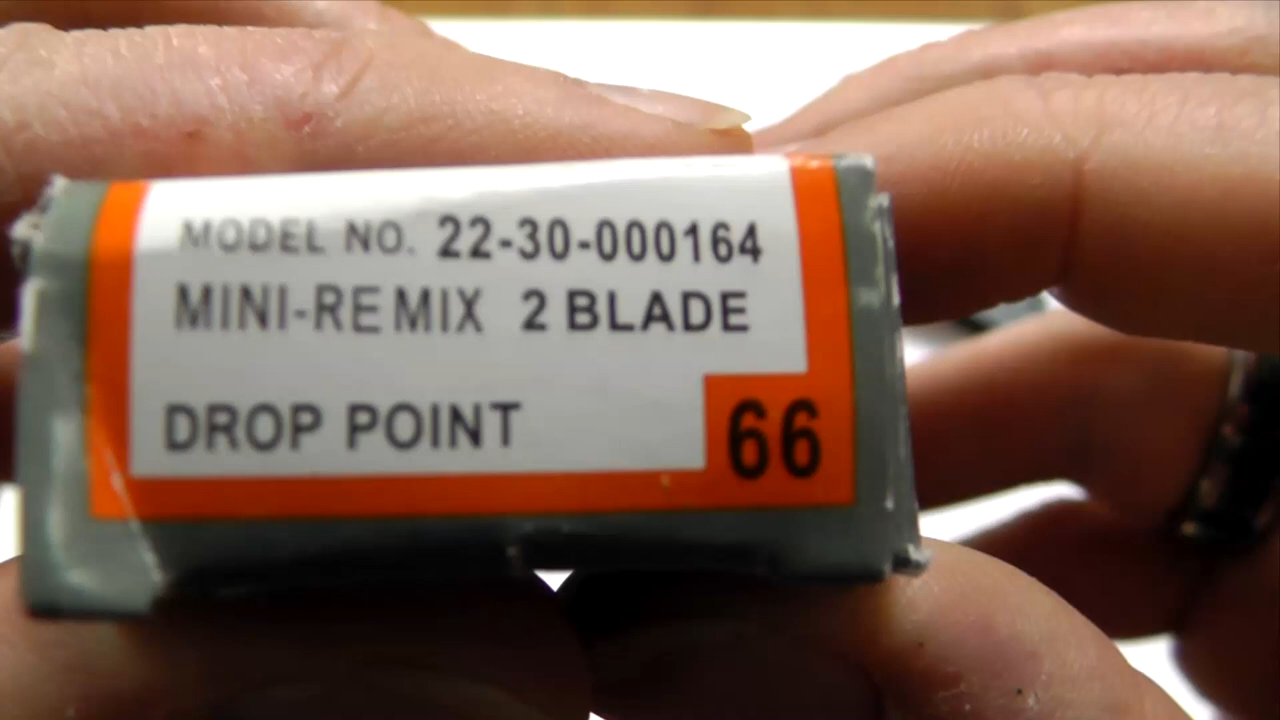 MODEL NO. 22-30-000164
MINI-REMIX 2 BLADE
DROP POINT
66